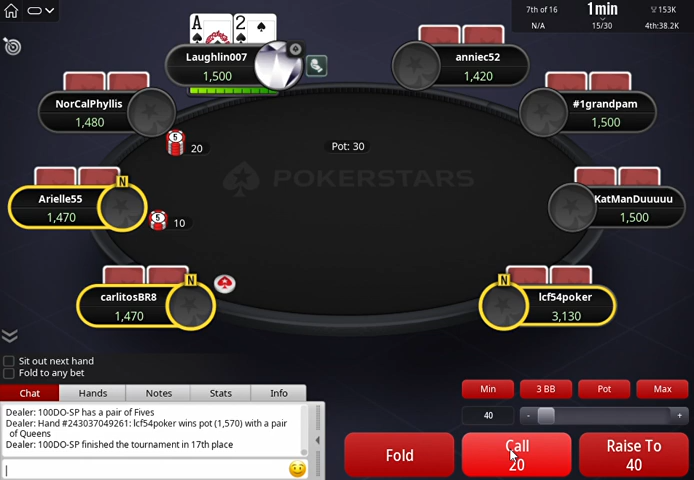 7th of 16
N/A
1min
15/30
153K
4th:38.2K
A
2
Laughlin007
1,500
anniec52
1,420
NorCalPhyllis
1,480
#1grandpam
1,500
5
20
Pot: 30
POKERSTARS
Arielle55
1,470
N
5
10
KatManDuuuuu
1,500
carlitosBR8
1,470
N
N
lcf54poker
3,130
Sit out next hand
Fold to any bet
Chat
Hands
Notes
Stats
Info
Min
3 BB
Pot
Max
40
-
+
Dealer: 100DO-SP has a pair of Fives
Dealer: Hand #243037049261: lcf54poker wins pot (1,570) with a pair
of Queens
Dealer: 100DO-SP finished the tournament in 17th place
Fold
Call
20
Raise To
40